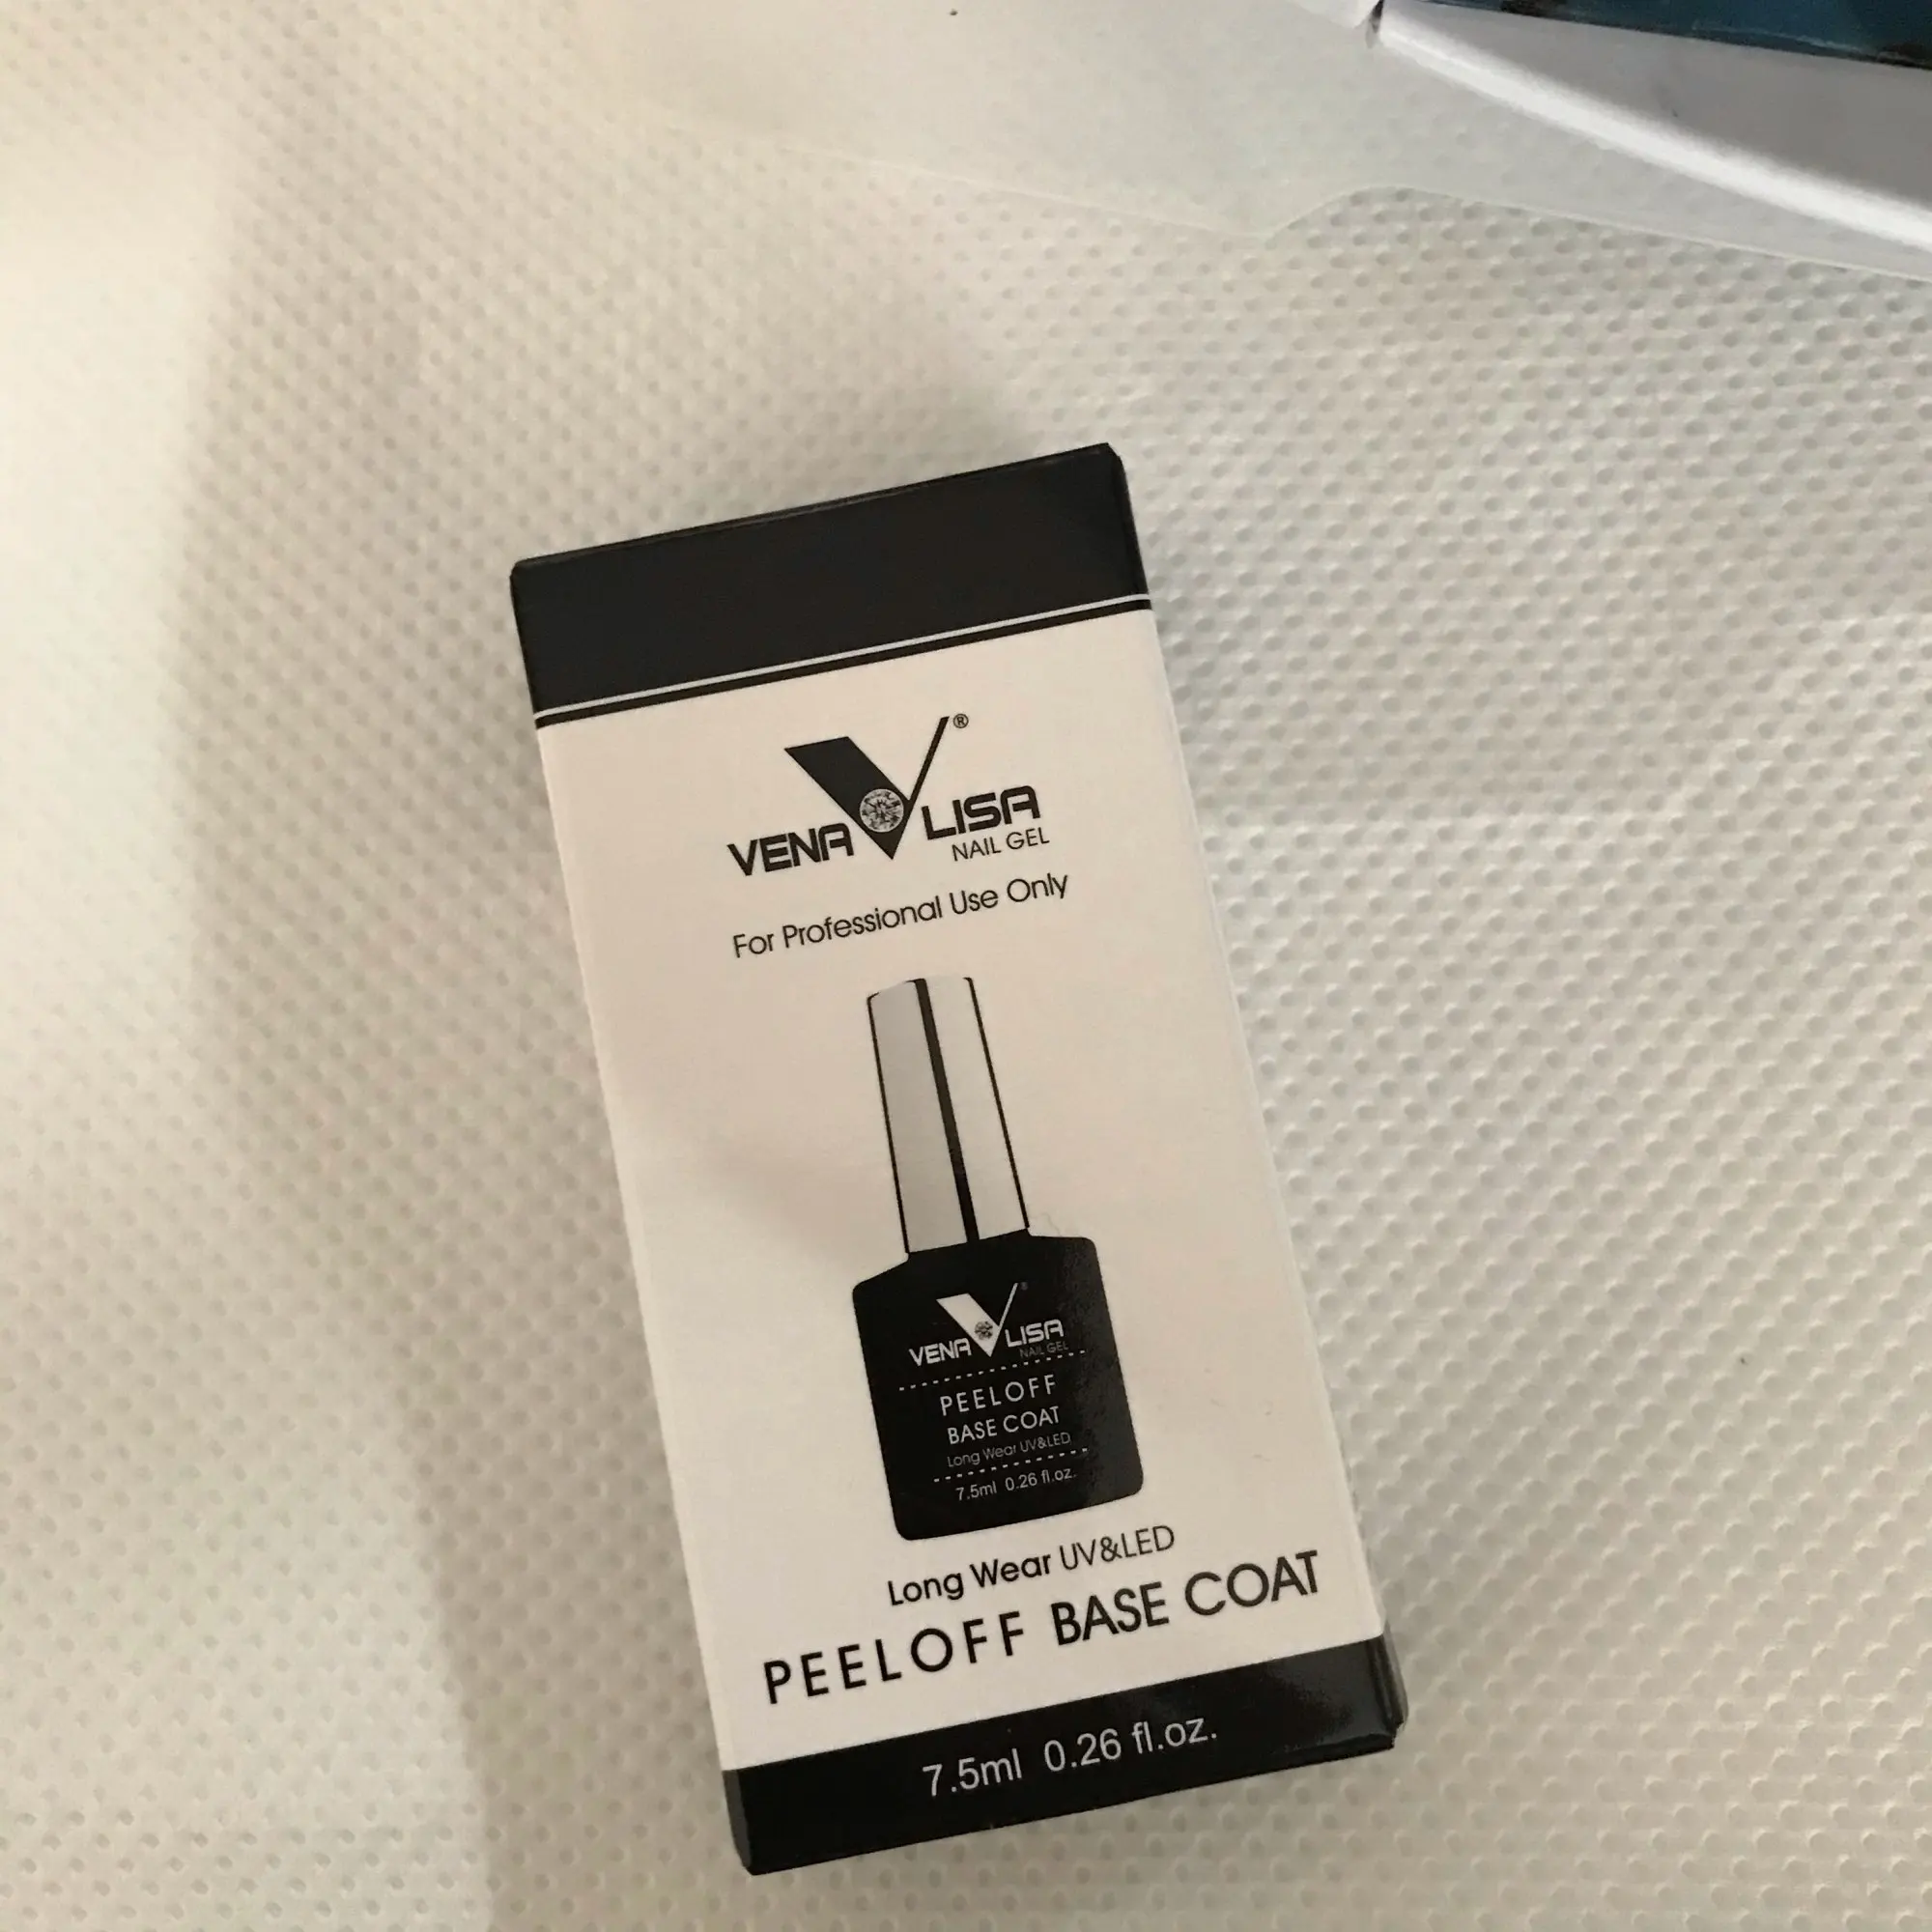 VENA LISA ®
NAIL GEL
For Professional Use Only
VENA LISA ®
NAIL GEL
PEELOFF
BASE COAT
Long Wear UV&LED
7.5ml 0.26 fl.oz.
Long Wear UV&LED
PEELOFF BASE COAT
7.5ml 0.26 fl.oz.